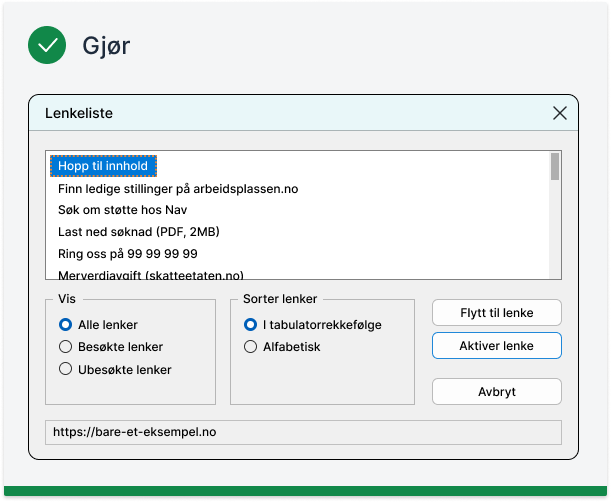 Gjør
Lenkeliste
Hopp til innhold
Finn ledige stillinger på arbeidsplassen.no
Søk om støtte hos Nav
Last ned søknad (PDF, 2MB)
Ring oss på 99 99 99 99
Merverdiavgift (skatteetaten.no)
Vis
Alle lenker
Besøkte lenker
Ubesøkte lenker
Sorter lenker
I tabulatorrekkefølge
Alfabetisk
Flytt til lenke
Aktiver lenke
Avbryt
https://bare-et-eksempel.no